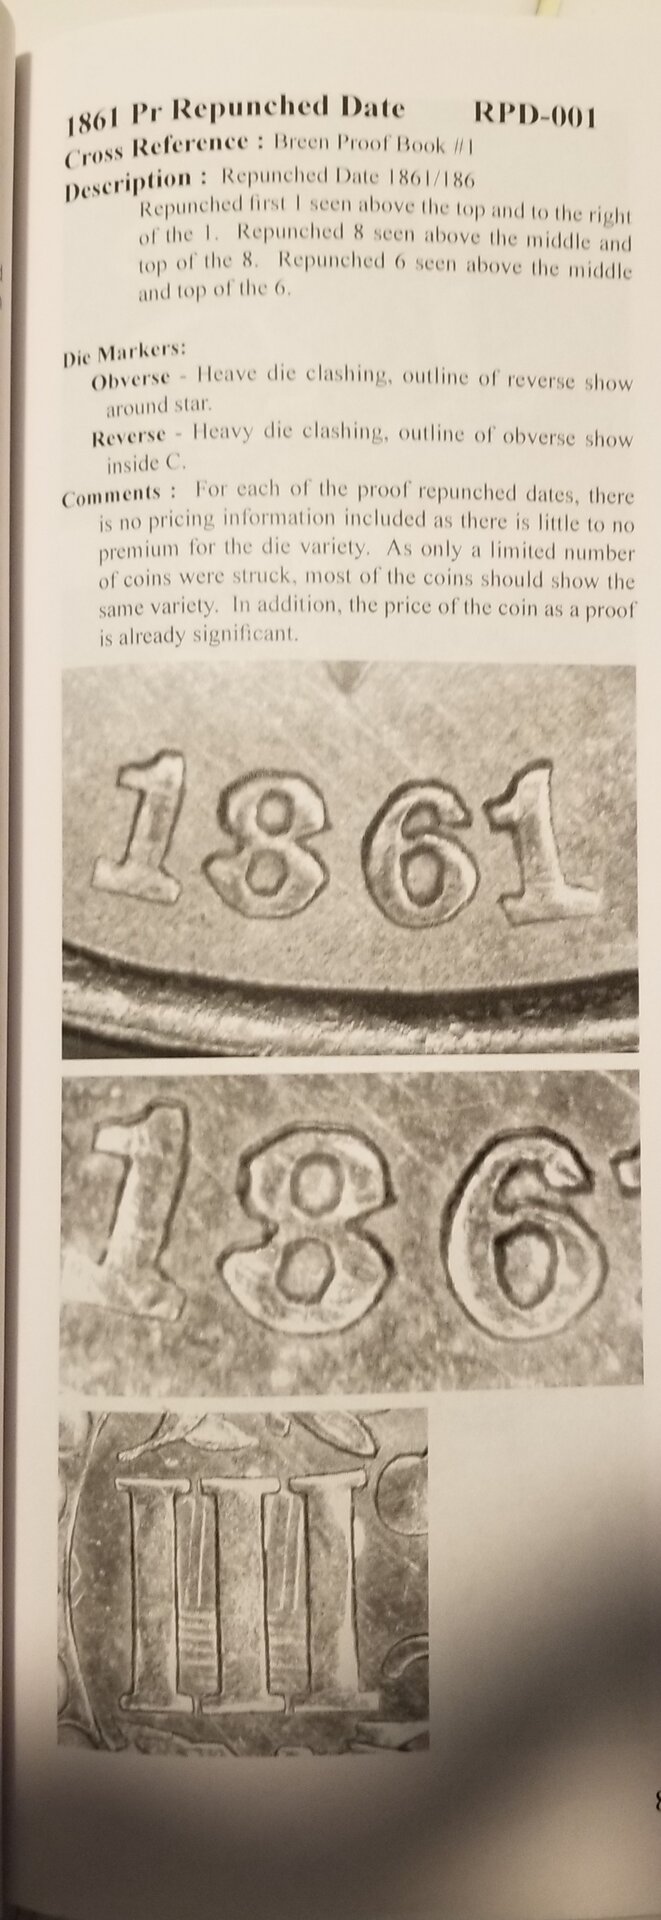 1861 Pr Repunched Date RPD-001
Cross Reference : Breen Proof Book #1
Description : Repunched Date 1861/186
Repunched first 1 seen above the top and to the right
of the 1. Repunched 8 seen above the middle and
top of the 8. Repunched 6 seen above the middle
and top of the 6.
Die Markers:
Obverse - Heave die clashing, outline of reverse show
around star.
Reverse - Heavy die clashing, outline of obverse show
inside C.
Comments : For each of the proof repunched dates, there
is no pricing information included as there is little to no
premium for the die variety. As only a limited number
of coins were struck, most of the coins should show the
same variety. In addition, the price of the coin as a proof
is already significant.
1861
186
III